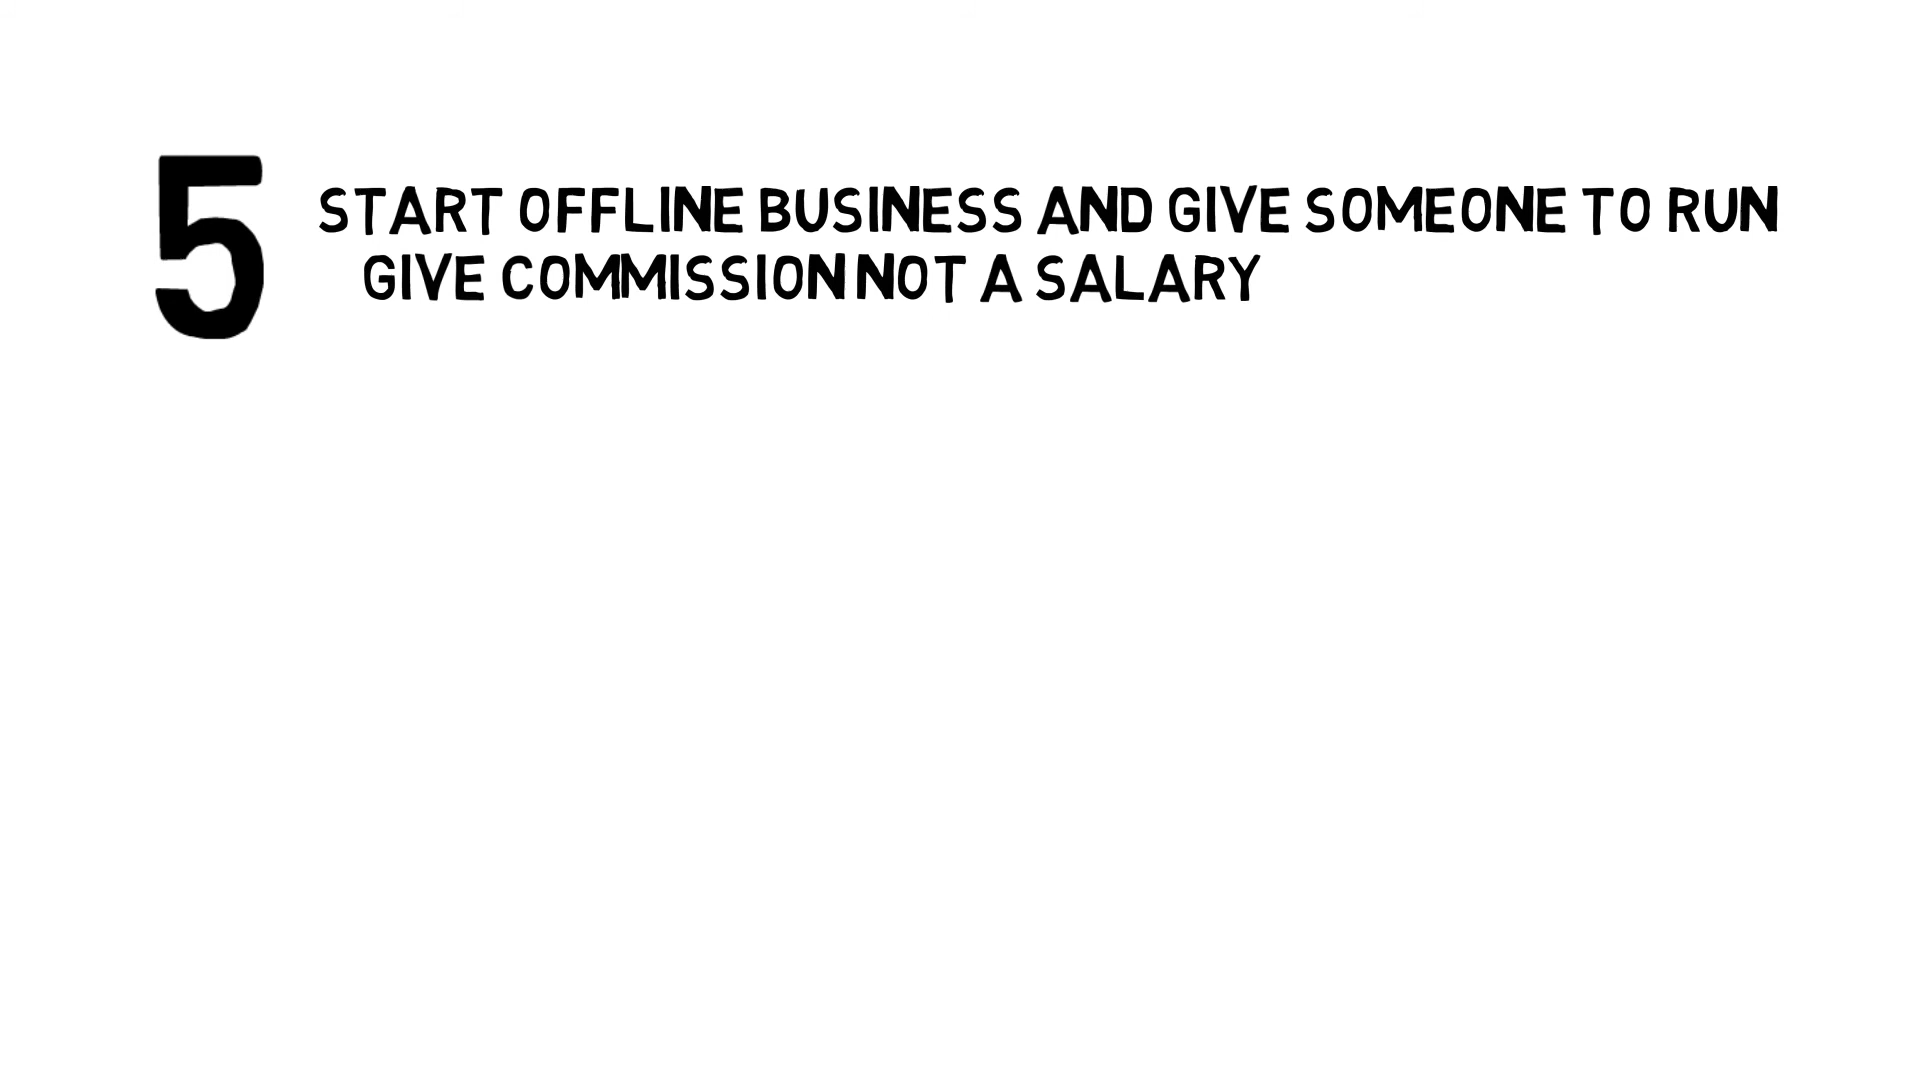 5
START OFFLINE BUSINESS AND GIVE SOMEONE TO RUN
GIVE COMMISSION NOT A SALARY